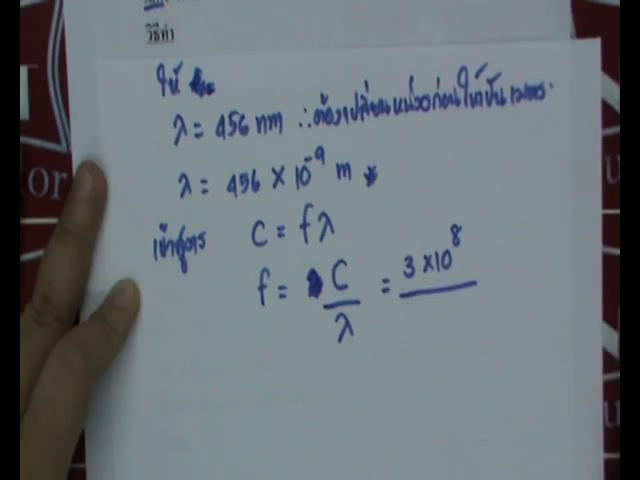 วิธีทำ
ให้
λ = 456 nm ∴ ต้องเปลี่ยนหน่วยก่อนให้เป็นเมตร
λ = 456 × 10⁻⁹ m *
เข้าสูตร C = fλ
f = C/λ = 3×10⁸